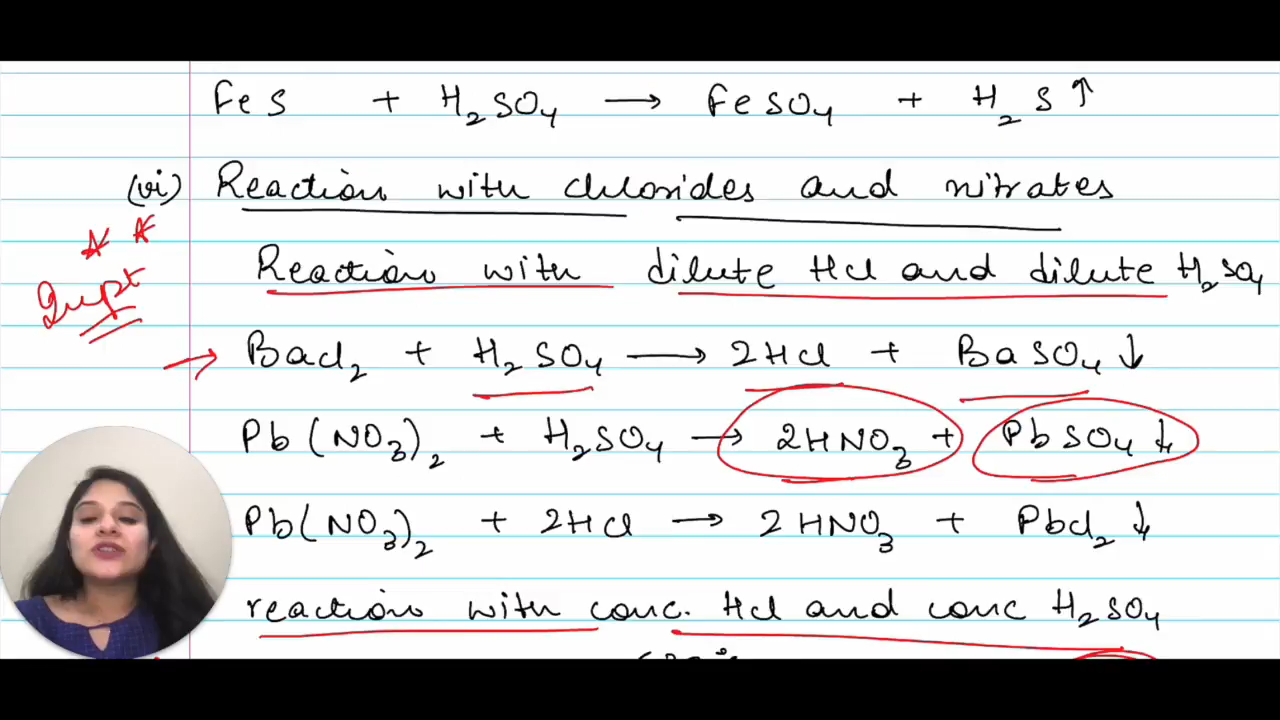 FeS + H₂SO₄ → FeSO₄ + H₂S↑
(vi) Reaction with chlorides and nitrates
Reaction with dilute HCl and dilute H₂SO₄
Impt
→ BaCl₂ + H₂SO₄ → 2HCl + BaSO₄↓
Pb(NO₃)₂ + H₂SO₄ → 2HNO₃ + PbSO₄↓
Pb(NO₃)₂ + 2HCl → 2HNO₃ + PbCl₂↓
reaction with conc. HCl and conc H₂SO₄